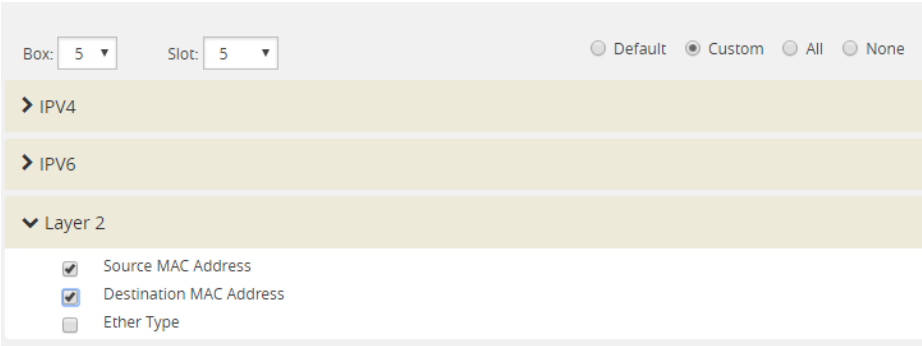 Box: 5 Slot: 5 Default Custom All None
IPV4
IPV6
Layer 2
Source MAC Address
Destination MAC Address
Ether Type